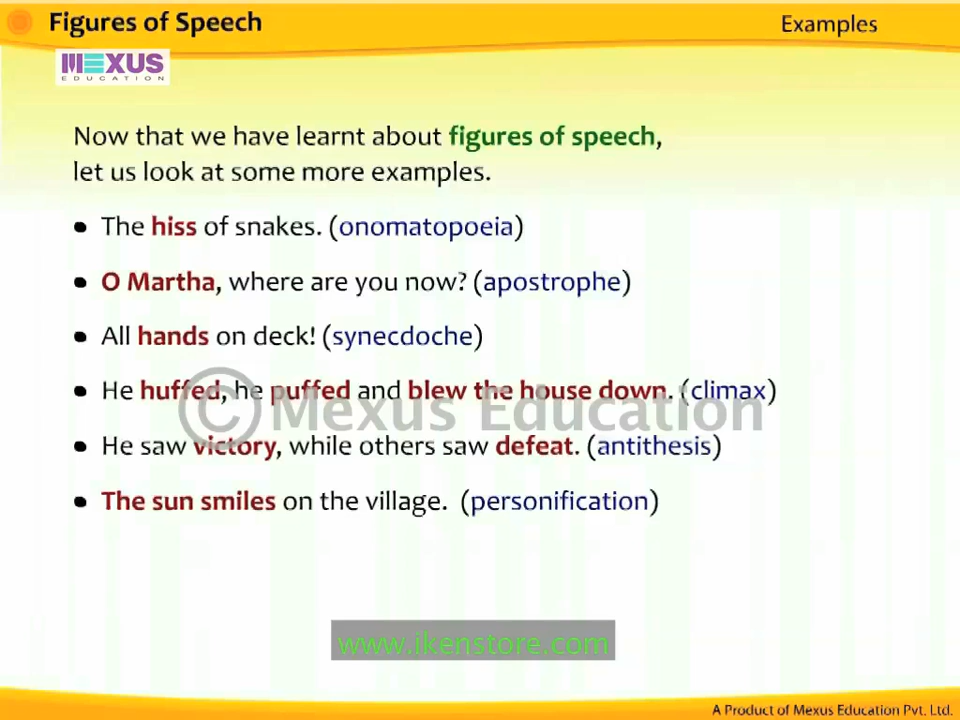 Figures of Speech
Examples
MEXUS
EDUCATION
Now that we have learnt about figures of speech,
let us look at some more examples.
• The hiss of snakes. (onomatopoeia)
• O Martha, where are you now? (apostrophe)
• All hands on deck! (synecdoche)
• He huffed, he puffed and blew the house down. (climax)
© Mexus Education
• He saw victory, while others saw defeat. (antithesis)
• The sun smiles on the village. (personification)
www.ikenstore.com
A Product of Mexus Education Pvt. Ltd.